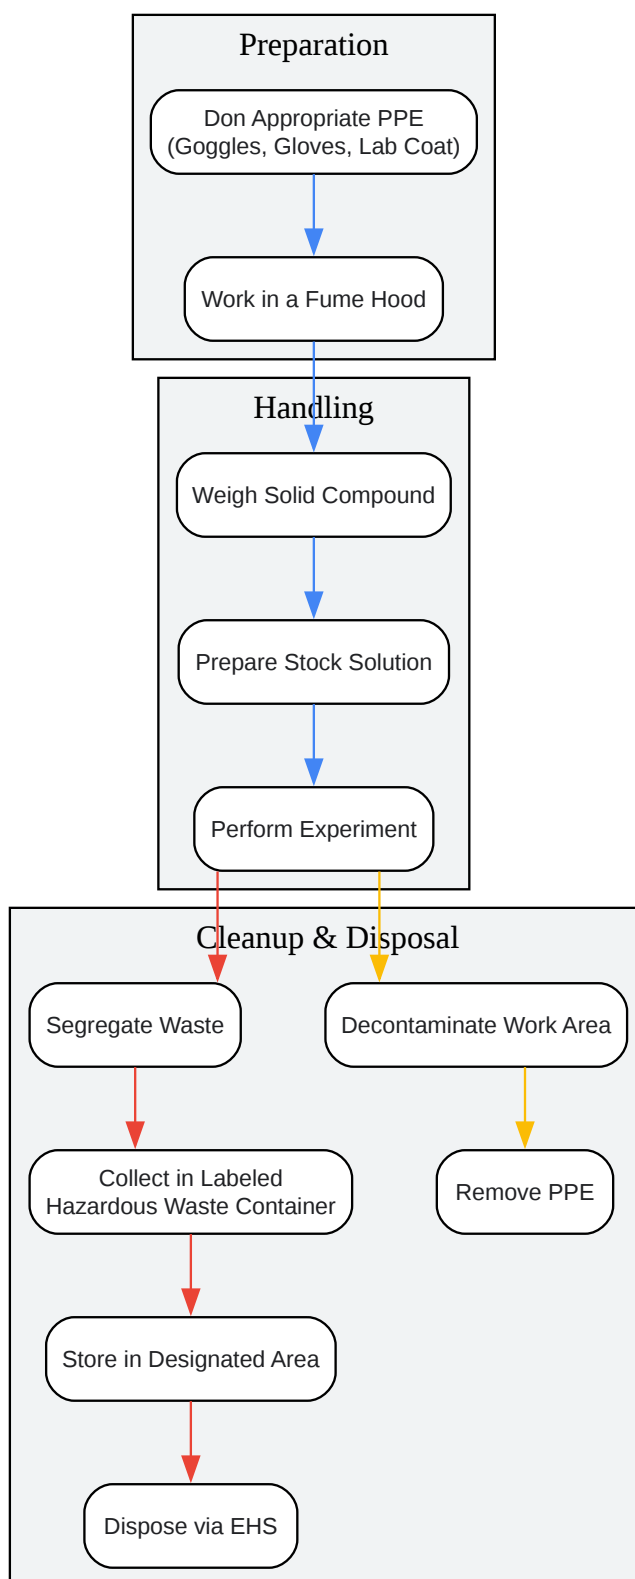 Preparation
Don Appropriate PPE
(Goggles, Gloves, Lab Coat)
Work in a Fume Hood
Handling
Weigh Solid Compound
Prepare Stock Solution
Perform Experiment
Cleanup & Disposal
Segregate Waste
Decontaminate Work Area
Collect in Labeled
Hazardous Waste Container
Remove PPE
Store in Designated Area
Dispose via EHS